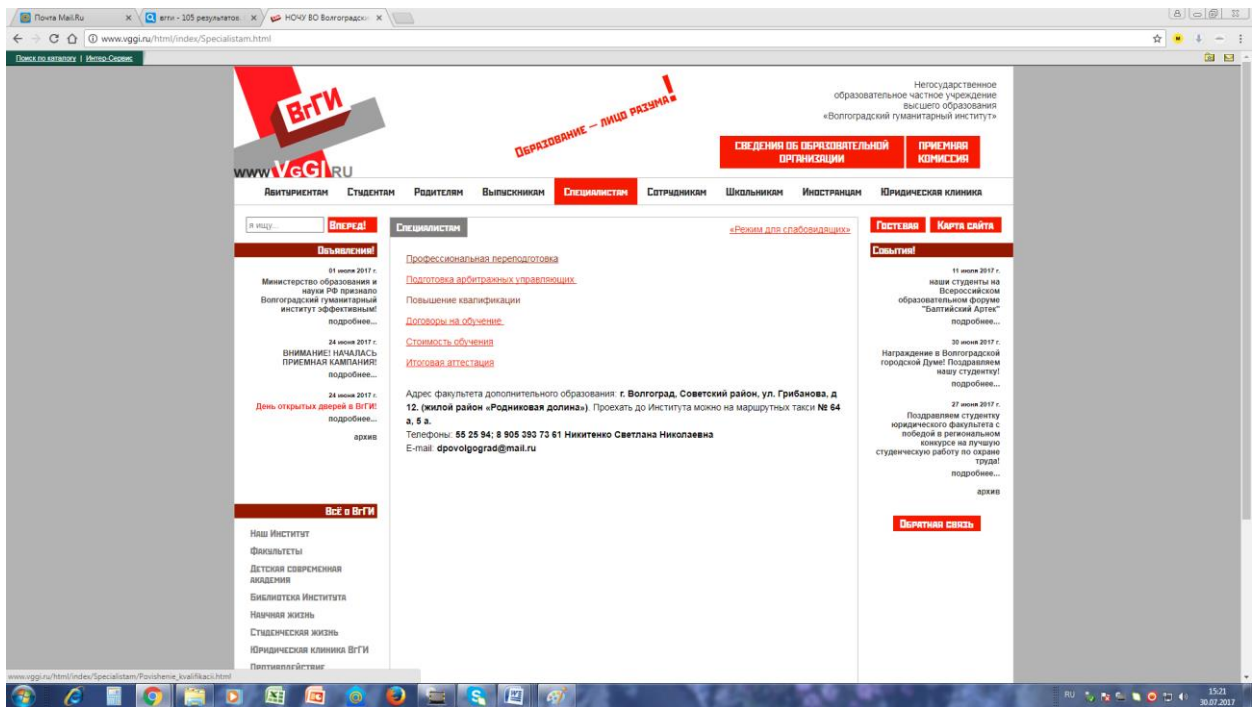 Почта Mail.Ru
вгги - 105 результатов
НОЧУ ВО Волгоградски
www.vggi.ru/html/index/Specialistam.html
Поиск по каталогу | Интер-Сервис
ВгГИ
www.VgGI.ru
Образование – лицо разума!
Негосударственное
образовательное частное учреждение
высшего образования
«Волгоградский гуманитарный институт»
СВЕДЕНИЯ ОБ ОБРАЗОВАТЕЛЬНОЙ
ОРГАНИЗАЦИИ
ПРИЕМНАЯ
КОМИССИЯ
Абитуриентам Студентам Родителям Выпускникам Специалистам Сотрудникам Школьникам Иностранцам Юридическая клиника
я ищу...
Вперед!
Объявления!
01 июля 2017 г.
Министерство образования и
науки РФ признало
Волгоградский гуманитарный
институт эффективным!
подробнее...
24 июня 2017 г.
ВНИМАНИЕ! НАЧАЛАСЬ
ПРИЕМНАЯ КАМПАНИЯ!
подробнее...
24 июня 2017 г.
День открытых дверей в ВгГИ!
подробнее...
архив
Всё о ВгГИ
Наш Институт
Факультеты
Детская современная
академия
Библиотека Института
Научная жизнь
Студенческая жизнь
Юридическая клиника ВгГИ
Противодействие
Специалистам
«Режим для слабовидящих»
Профессиональная переподготовка
Подготовка арбитражных управляющих
Повышение квалификации
Договоры на обучение
Стоимость обучения
Итоговая аттестация
Адрес факультета дополнительного образования: г. Волгоград, Советский район, ул. Грибанова, д
12. (жилой район «Родниковая долина»). Проехать до Института можно на маршрутных такси № 64
а, 5 а.
Телефоны: 55 25 94; 8 905 393 73 61 Никитенко Светлана Николаевна
E-mail: dpovolgograd@mail.ru
Гостевая
Карта сайта
События!
11 июля 2017 г.
наши студенты на
Всероссийском
образовательном форуме
"Балтийский Артек"
подробнее...
30 июня 2017 г.
Награждение в Волгоградской
городской Думе! Поздравляем
нашу студентку!
подробнее...
27 июня 2017 г.
Поздравляем студентку
юридического факультета с
победой в региональном
конкурсе на лучшую
студенческую работу по охране
труда!
подробнее...
архив
Обратная связь
www.vggi.ru/html/index/Specialistam/Povishenie_kvalifikacii.html
RU
15:21
30.07.2017